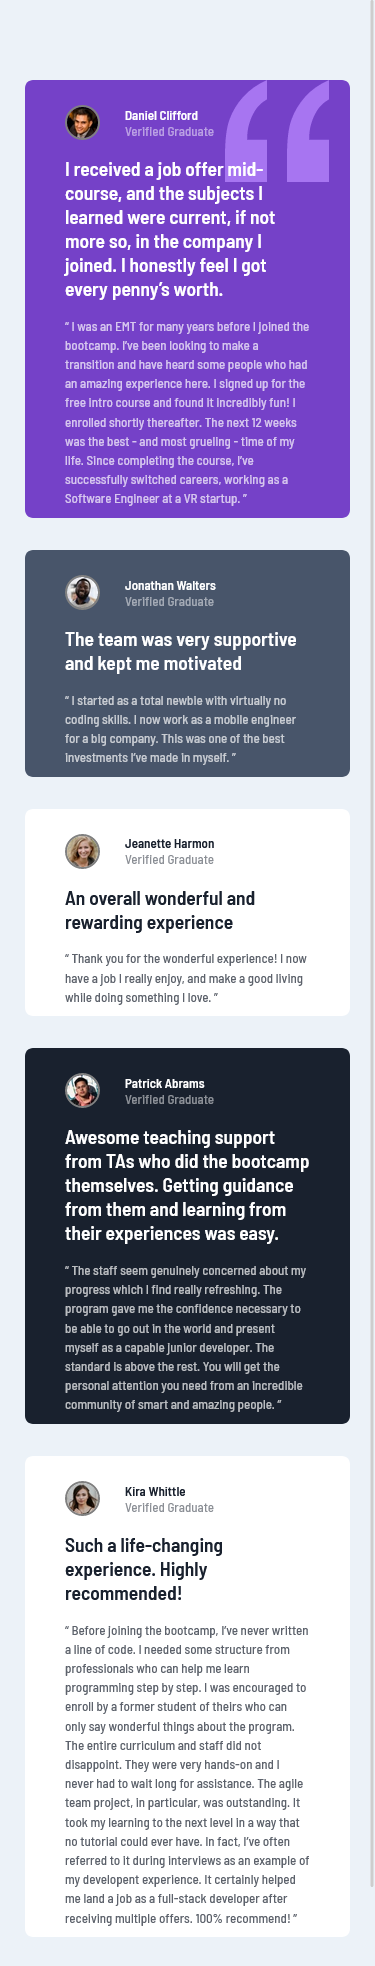 Daniel Clifford
Verified Graduate
I received a job offer mid-
course, and the subjects I
learned were current, if not
more so, in the company I
joined. I honestly feel I got
every penny’s worth.
“ I was an EMT for many years before I joined the
bootcamp. I’ve been looking to make a
transition and have heard some people who had
an amazing experience here. I signed up for the
free intro course and found it incredibly fun! I
enrolled shortly thereafter. The next 12 weeks
was the best - and most grueling - time of my
life. Since completing the course, I’ve
successfully switched careers, working as a
Software Engineer at a VR startup. ”
Jonathan Walters
Verified Graduate
The team was very supportive
and kept me motivated
“ I started as a total newbie with virtually no
coding skills. I now work as a mobile engineer
for a big company. This was one of the best
investments I’ve made in myself. ”
Jeanette Harmon
Verified Graduate
An overall wonderful and
rewarding experience
“ Thank you for the wonderful experience! I now
have a job I really enjoy, and make a good living
while doing something I love. ”
Patrick Abrams
Verified Graduate
Awesome teaching support
from TAs who did the bootcamp
themselves. Getting guidance
from them and learning from
their experiences was easy.
“ The staff seem genuinely concerned about my
progress which I find really refreshing. The
program gave me the confidence necessary to
be able to go out in the world and present
myself as a capable junior developer. The
standard is above the rest. You will get the
personal attention you need from an incredible
community of smart and amazing people. ”
Kira Whittle
Verified Graduate
Such a life-changing
experience. Highly
recommended!
“ Before joining the bootcamp, I’ve never written
a line of code. I needed some structure from
professionals who can help me learn
programming step by step. I was encouraged to
enroll by a former student of theirs who can
only say wonderful things about the program.
The entire curriculum and staff did not
disappoint. They were very hands-on and I
never had to wait long for assistance. The agile
team project, in particular, was outstanding. It
took my learning to the next level in a way that
no tutorial could ever have. In fact, I’ve often
referred to it during interviews as an example of
my developent experience. It certainly helped
me land a job as a full-stack developer after
receiving multiple offers. 100% recommend! ”